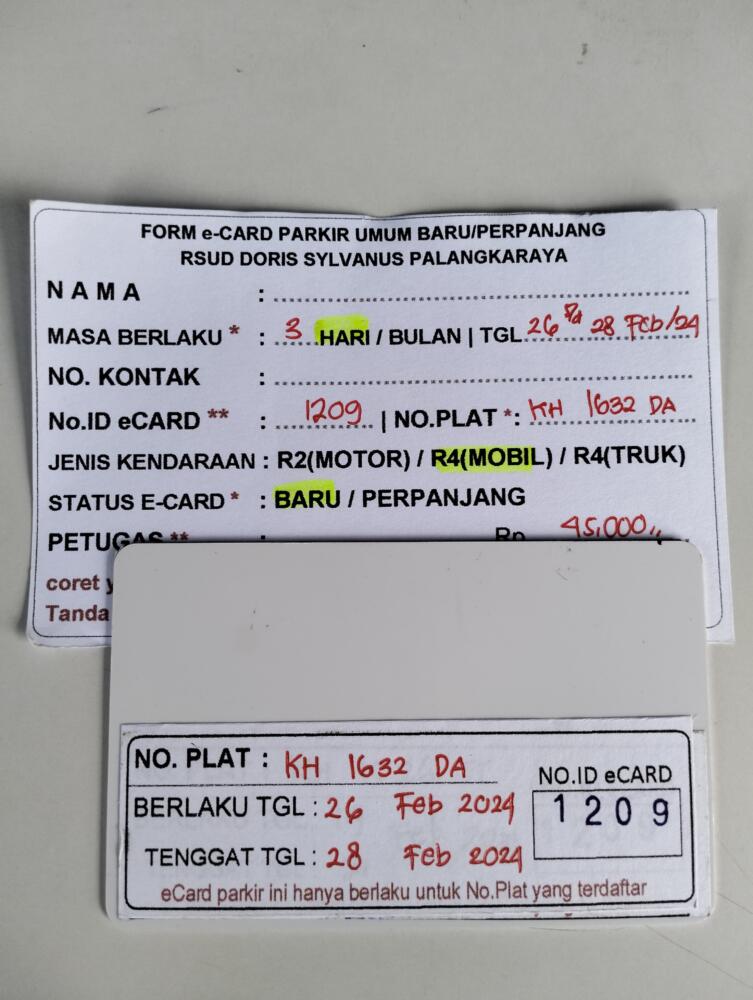 FORM e-CARD PARKIR UMUM BARU/PERPANJANG
RSUD DORIS SYLVANUS PALANGKARAYA
N A M A :
MASA BERLAKU * : 3 HARI / BULAN | TGL 26 s/d 28 Feb/24
NO. KONTAK :
No.ID eCARD ** : 1209 | NO.PLAT *: KH 1632 DA
JENIS KENDARAAN : R2(MOTOR) / R4(MOBIL) / R4(TRUK)
STATUS E-CARD * : BARU / PERPANJANG
PETUGAS ** : Rp 45,000,,
coret
Tanda
NO. PLAT : KH 1632 DA
NO.ID eCARD
BERLAKU TGL : 26 Feb 2024
1209
TENGGAT TGL : 28 Feb 2024
eCard parkir ini hanya berlaku untuk No.Plat yang terdaftar